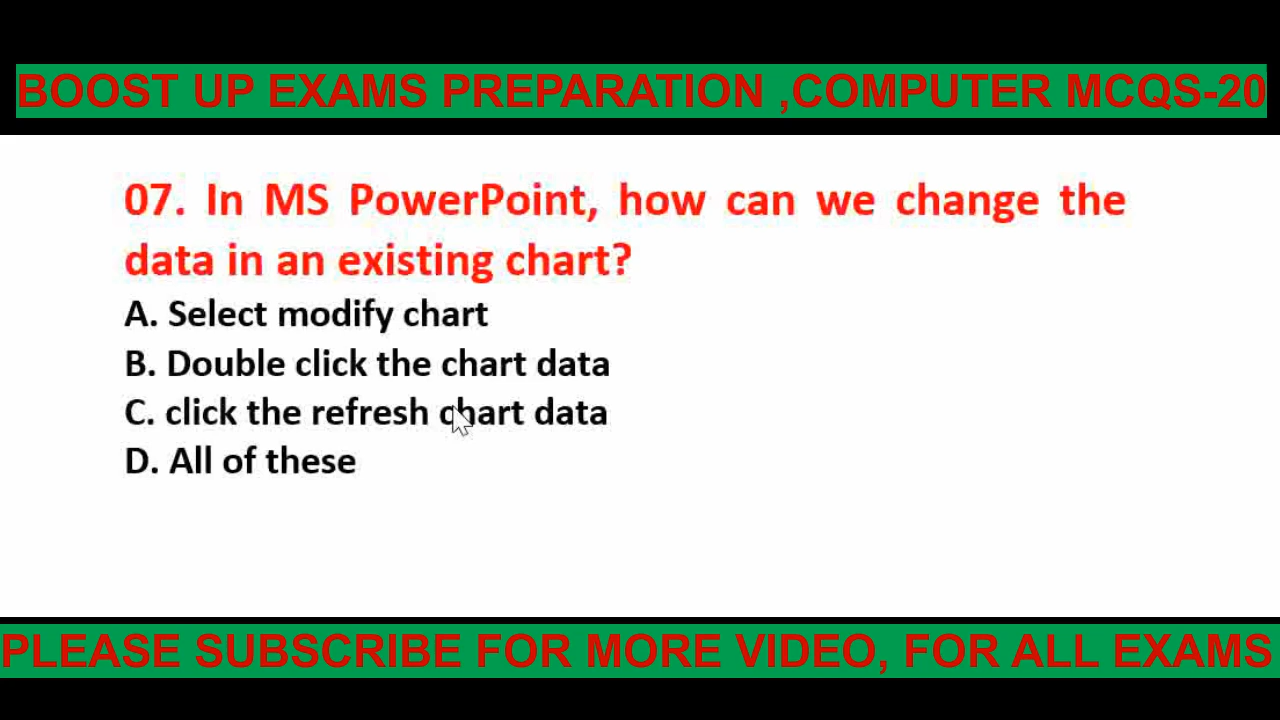 BOOST UP EXAMS PREPARATION ,COMPUTER MCQS-20
07. In MS PowerPoint, how can we change the
data in an existing chart?
A. Select modify chart
B. Double click the chart data
C. click the refresh chart data
D. All of these
PLEASE SUBSCRIBE FOR MORE VIDEO, FOR ALL EXAMS